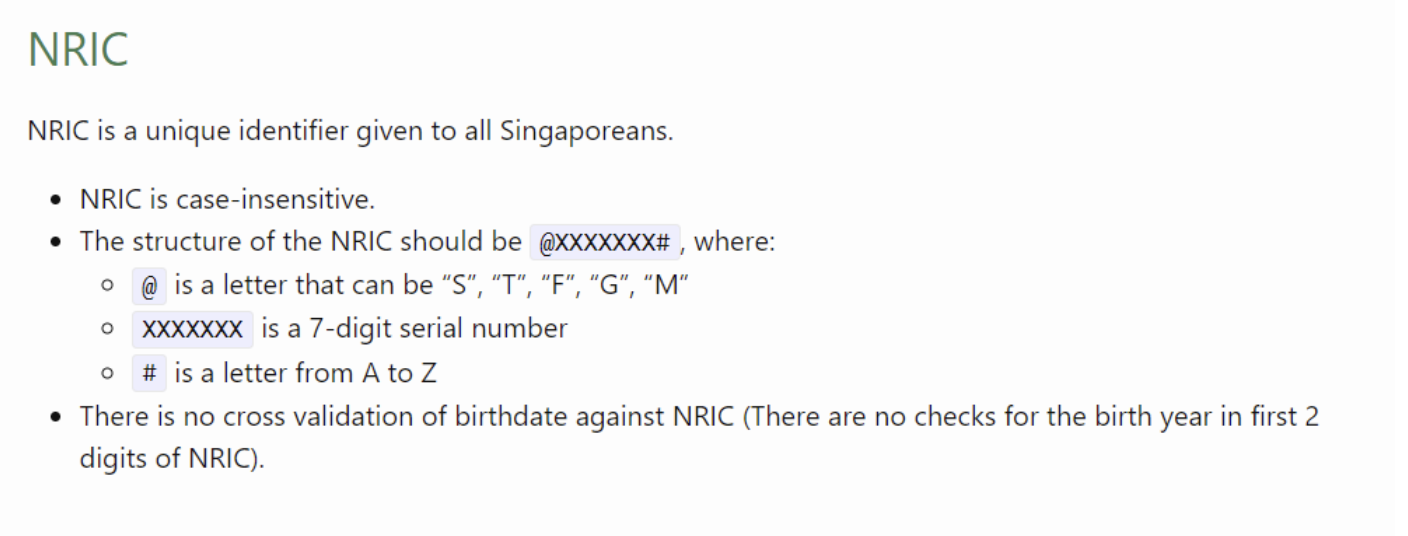 NRIC
NRIC is a unique identifier given to all Singaporeans.
• NRIC is case-insensitive.
• The structure of the NRIC should be @XXXXXXX#, where:
○ @ is a letter that can be “S”, “T”, “F”, “G”, “M”
○ XXXXXXX is a 7-digit serial number
○ # is a letter from A to Z
• There is no cross validation of birthdate against NRIC (There are no checks for the birth year in first 2
digits of NRIC).